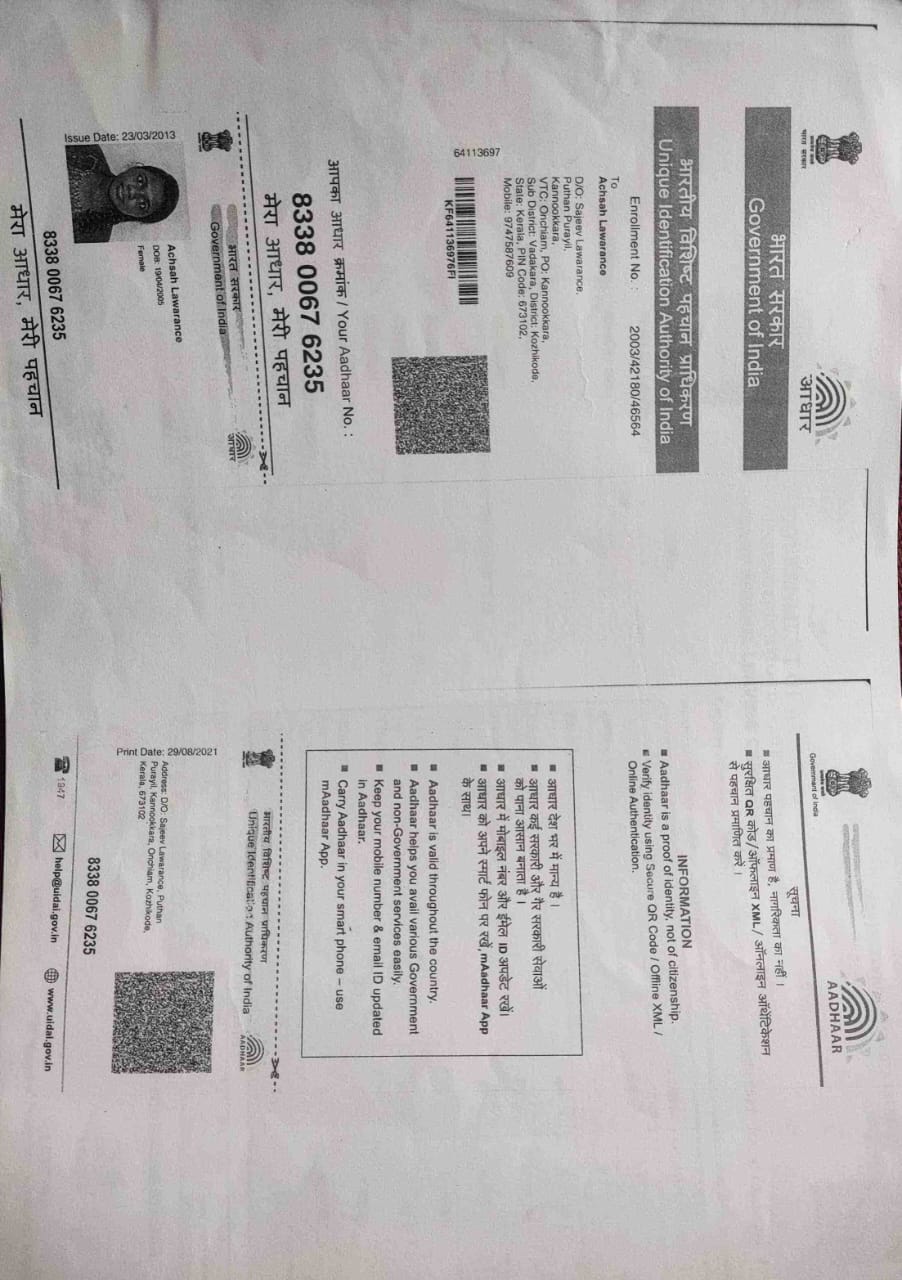 भारत सरकार
आधार
भारत सरकार
Government of India
भारतीय विशिष्ट पहचान प्राधिकरण
Unique Identification Authority of India
Enrollment No. : 2003/42180/46564
To
Achsah Lawarance
D/O: Sajeev Lawarance,
Puthan Purayil,
Kannookkara,
VTC: Onchiam, PO: Kannookkara,
Sub District: Vadakara, District: Kozhikode,
State: Kerala, PIN Code: 673102,
Mobile: 9747587609
64113697
KF641136976FI
आपका आधार क्रमांक / Your Aadhaar No. :
8338 0067 6235
मेरा आधार, मेरी पहचान
भारत सरकार
Government of India
आधार
Issue Date: 23/03/2013
Achsah Lawarance
DOB: 19/04/2005
Female
8338 0067 6235
मेरा आधार, मेरी पहचान
Government of India
AADHAAR
सूचना
■ आधार पहचान का प्रमाण है, नागरिकता का नहीं ।
■ सुरक्षित QR कोड / ऑफलाइन XML / ऑनलाइन ऑथेंटिकेशन
से पहचान प्रमाणित करें ।
INFORMATION
■ Aadhaar is a proof of identity, not of citizenship.
■ Verify identity using Secure QR Code / Offline XML /
Online Authentication.
■ आधार देश भर में मान्य है ।
■ आधार कई सरकारी और गैर सरकारी सेवाओं
को पाना आसान बनाता है ।
■ आधार में मोबाइल नंबर और ईमेल ID अपडेट रखें।
■ आधार को अपने स्मार्ट फोन पर रखें, mAadhaar App
के साथ।
■ Aadhaar is valid throughout the country.
■ Aadhaar helps you avail various Government
and non-Government services easily.
■ Keep your mobile number & email ID updated
in Aadhaar.
■ Carry Aadhaar in your smart phone – use
mAadhaar App.
भारतीय विशिष्ट पहचान प्राधिकरण
Unique Identification Authority of India
AADHAAR
Print Date: 29/08/2021
Address: D/O: Sajeev Lawarance, Puthan
Purayil, Kannookkara, Onchiam, Kozhikode,
Kerala, 673102
8338 0067 6235
1947
help@uidai.gov.in
www.uidai.gov.in